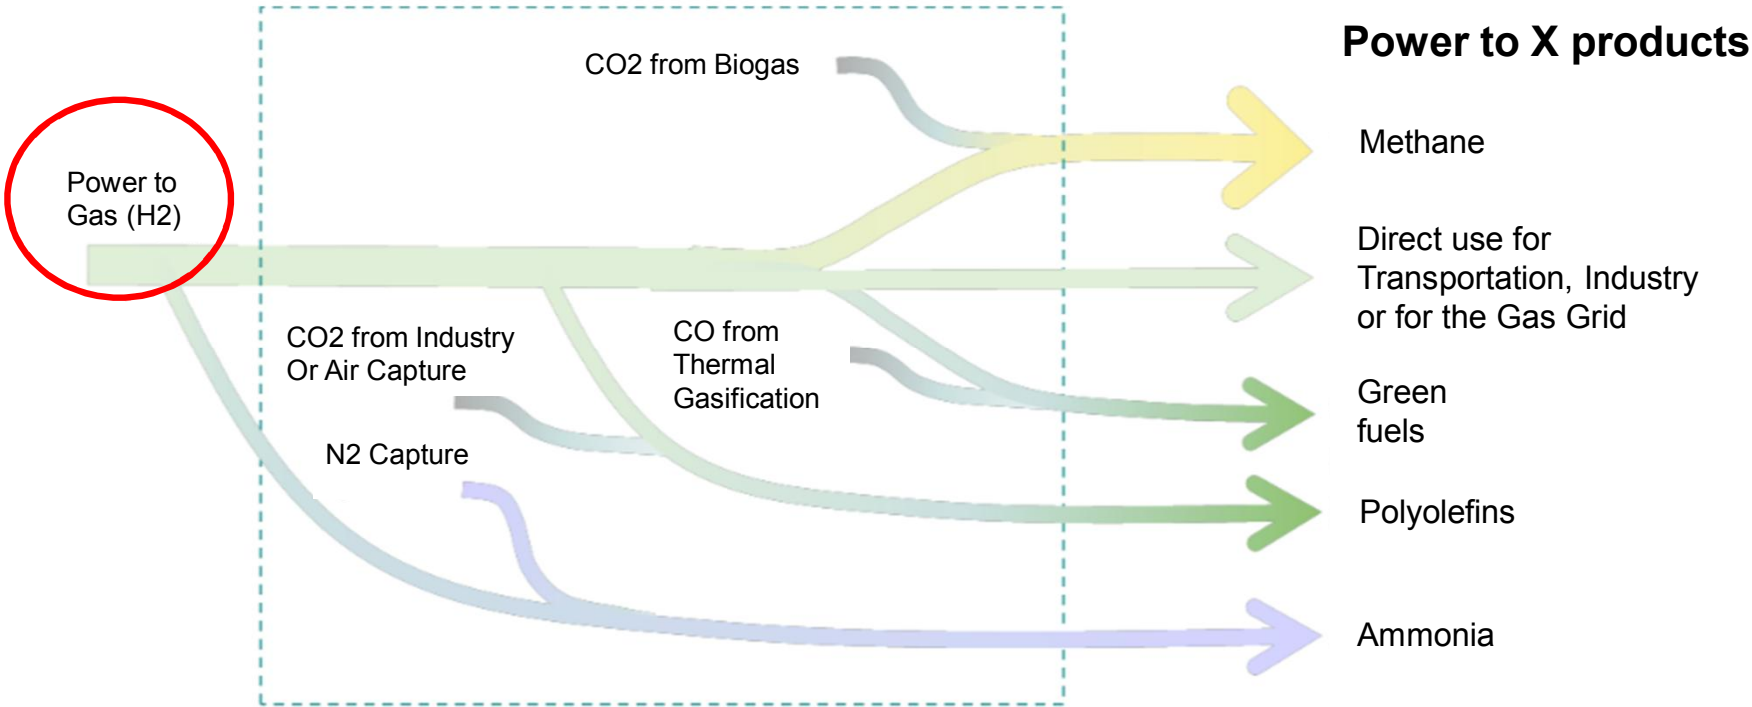 Power to X products
CO2 from Biogas
Methane
Power to
Gas (H2)
Direct use for
Transportation, Industry
or for the Gas Grid
CO2 from Industry
Or Air Capture
CO from
Thermal
Gasification
Green
fuels
N2 Capture
Polyolefins
Ammonia